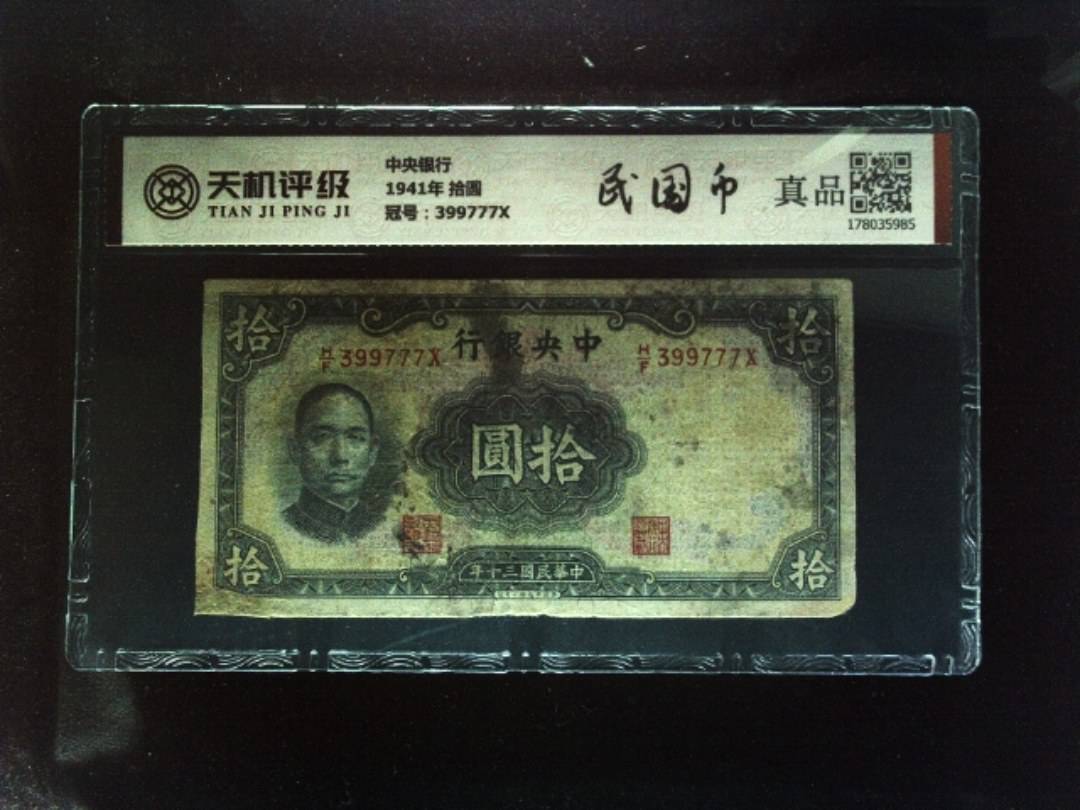 天机评级
TIAN JI PING JI
中央银行
1941年 拾圆
冠号：399777X
民国币
真品
178035985
拾
拾
行銀央中
H/F 399777X
H/F 399777X
圓拾
年十三國民華中
拾
拾